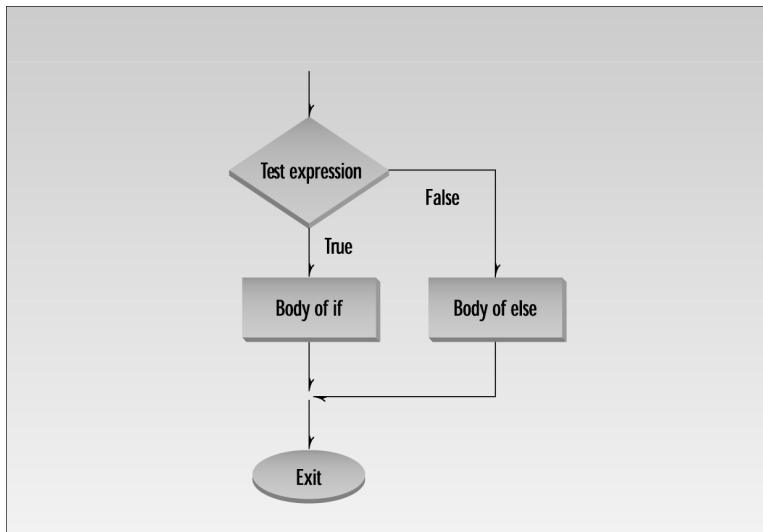 Test expression
False
True
Body of if
Body of else
Exit